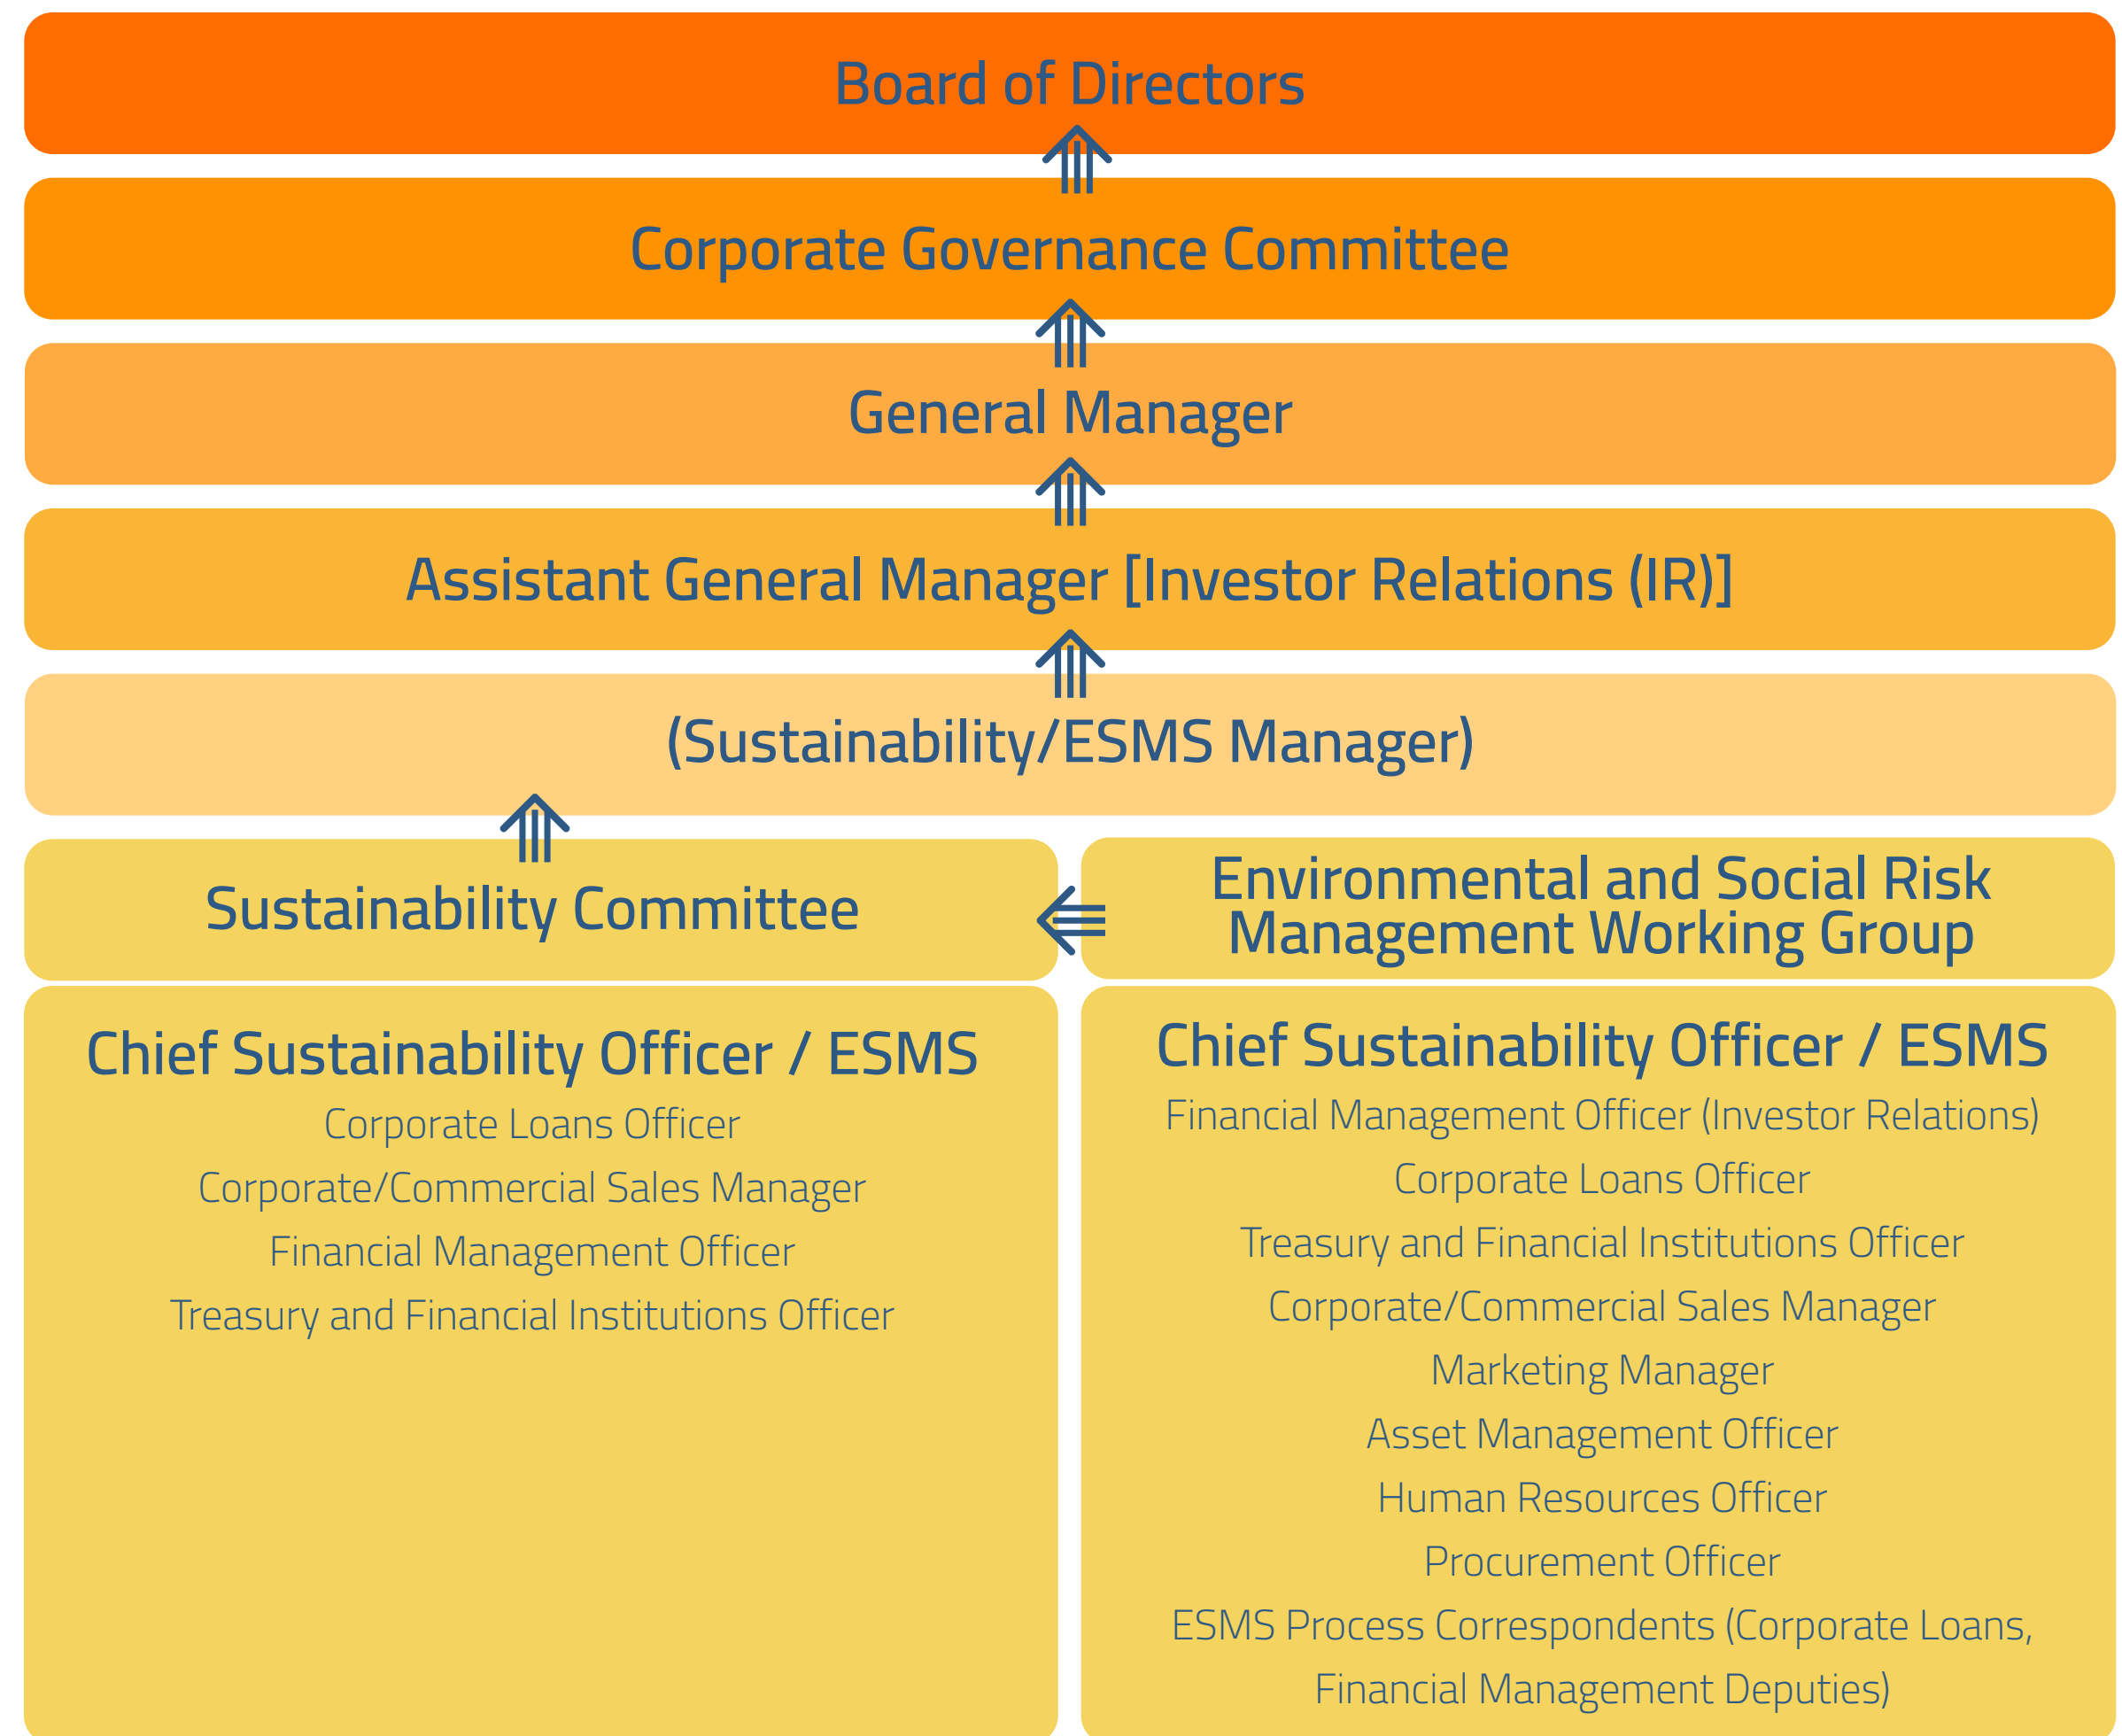 Board of Directors
Corporate Governance Committee
General Manager
Assistant General Manager [Investor Relations (IR)]
(Sustainability/ESMS Manager)
Sustainability Committee
Environmental and Social Risk
Management Working Group
Chief Sustainability Officer / ESMS
Corporate Loans Officer
Corporate/Commercial Sales Manager
Financial Management Officer
Treasury and Financial Institutions Officer
Chief Sustainability Officer / ESMS
Financial Management Officer (Investor Relations)
Corporate Loans Officer
Treasury and Financial Institutions Officer
Corporate/Commercial Sales Manager
Marketing Manager
Asset Management Officer
Human Resources Officer
Procurement Officer
ESMS Process Correspondents (Corporate Loans,
Financial Management Deputies)